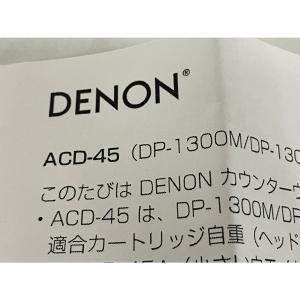 DENON®
ACD-45（DP-1300M/DP-130
このたびは DENON カウンターウ
・ACD-45 は、DP-1300M/DP
適合カートリッジ自重（ヘッド